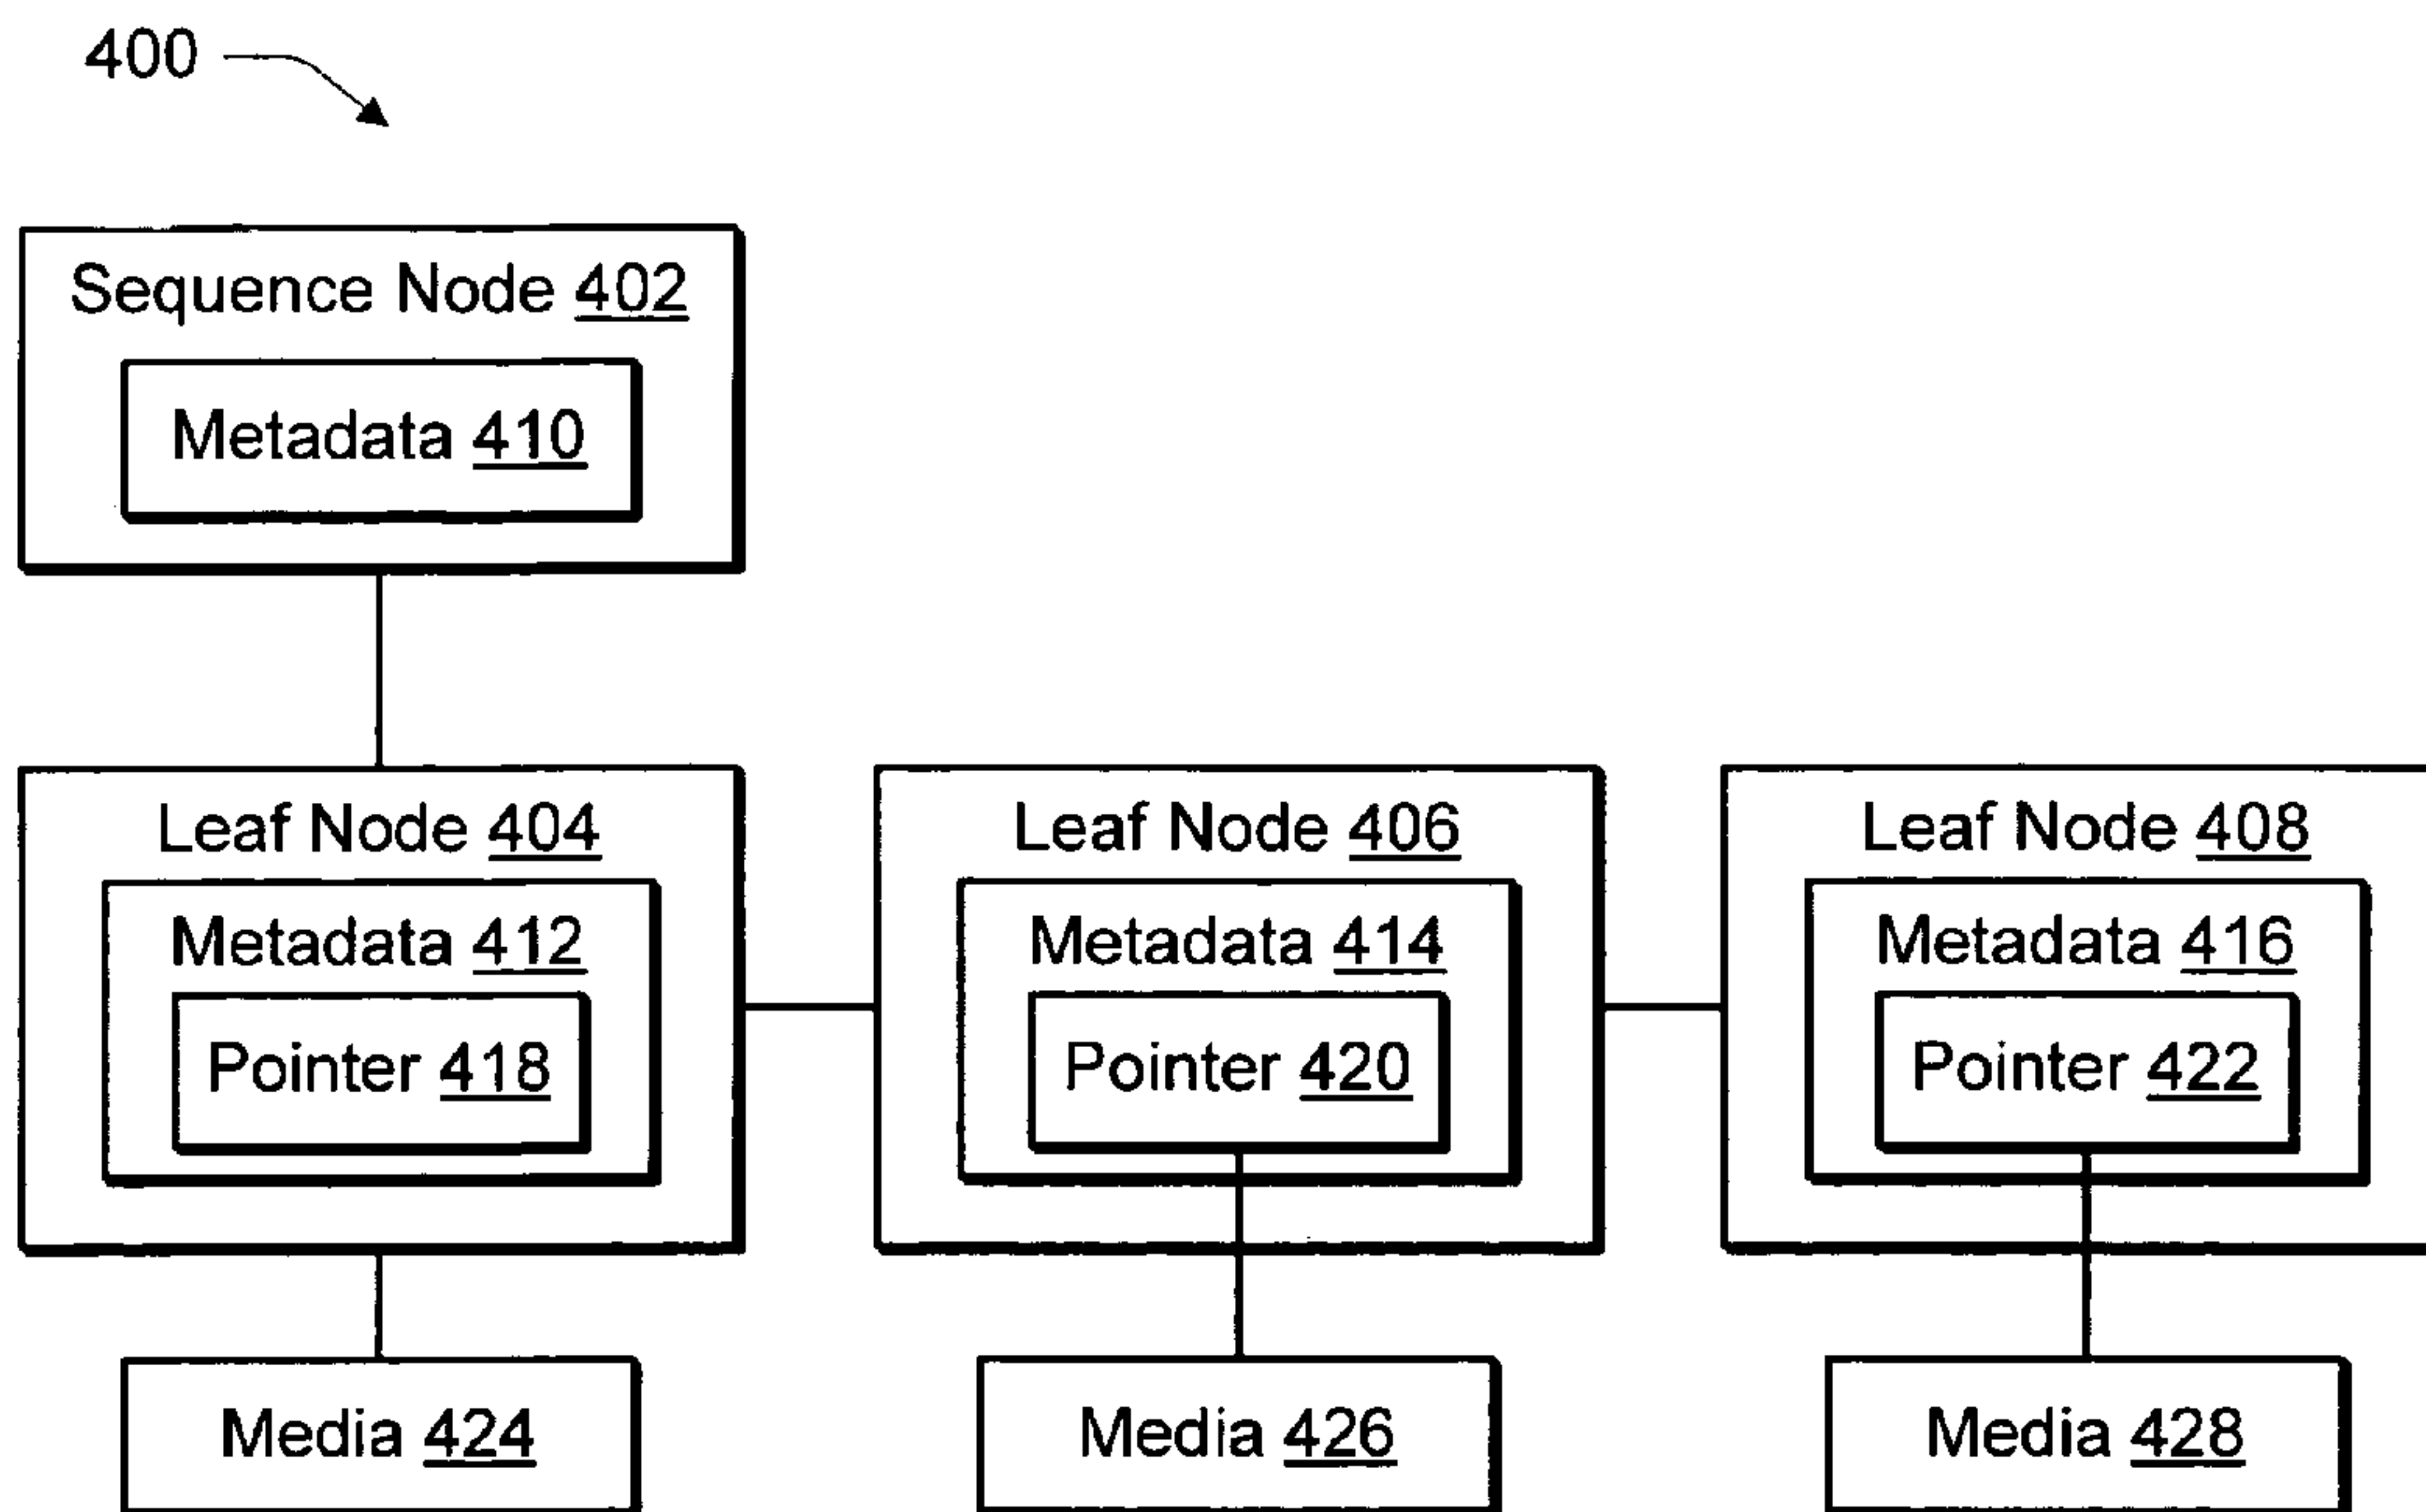 400
Sequence Node 402
Metadata 410
Leaf Node 404
Metadata 412
Pointer 418
Media 424
Leaf Node 406
Metadata 414
Pointer 420
Media 426
Leaf Node 408
Metadata 416
Pointer 422
Media 428